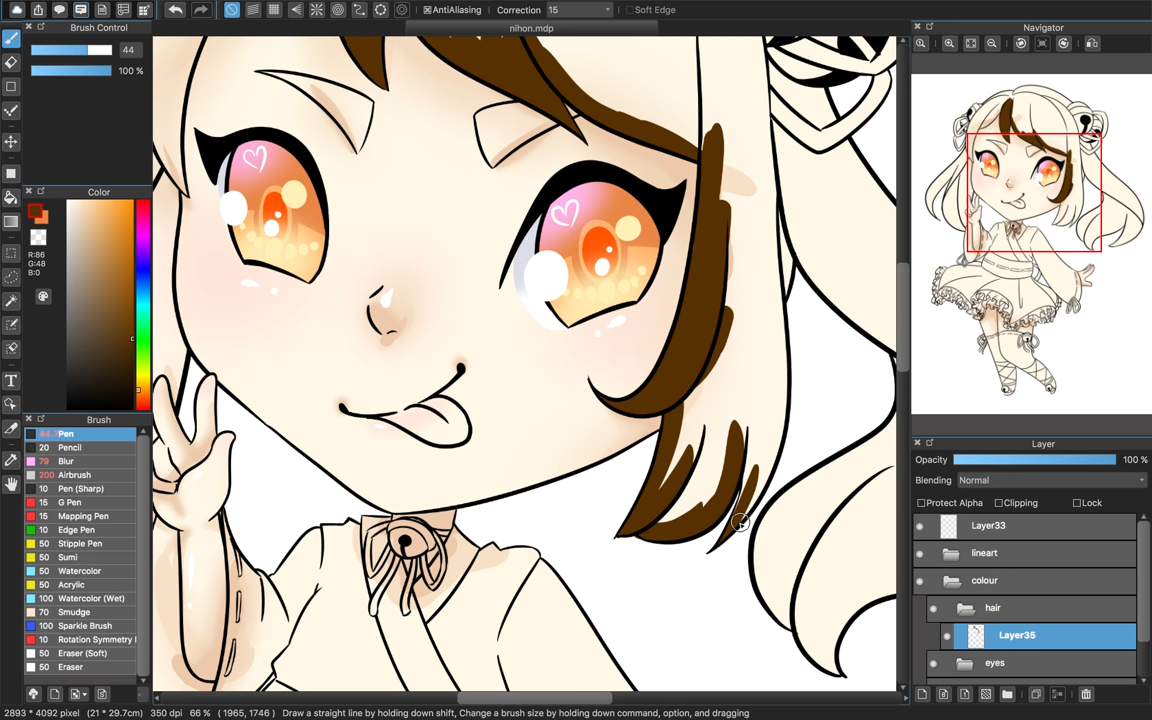 AntiAliasing Correction 15 Soft Edge
Brush Control
nihon.mdp
Navigator
44
100 %
Color
R:86
G:48
B:0
Brush
Pen
20 Pencil
79 Blur
200 Airbrush
10 Pen (Sharp)
15 G Pen
15 Mapping Pen
10 Edge Pen
50 Stipple Pen
50 Sumi
50 Watercolor
50 Acrylic
100 Watercolor (Wet)
70 Smudge
100 Sparkle Brush
10 Rotation Symmetry
50 Eraser (Soft)
50 Eraser
Layer
Opacity 100 %
Blending Normal
Protect Alpha Clipping Lock
Layer33
lineart
colour
hair
Layer35
eyes
2893 * 4092 pixel (21 * 29.7cm) 350 dpi 66 % ( 1965, 1746 ) Draw a straight line by holding down shift, Change a brush size by holding down command, option, and dragging